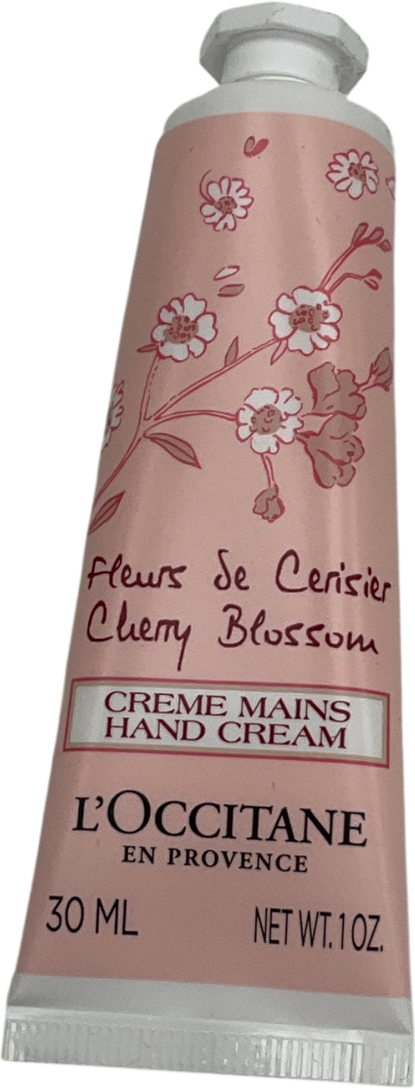 Fleurs de Cerisier
Cherry Blossom
CREME MAINS
HAND CREAM
L'OCCITANE
EN PROVENCE
30 ML NET WT. 1 OZ.